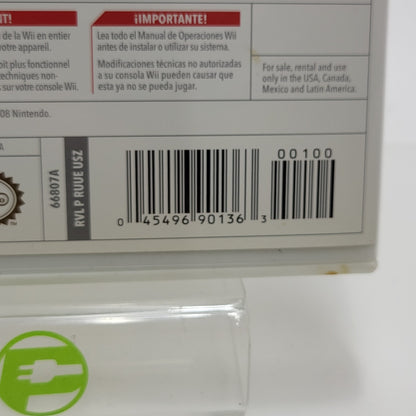 NT!
de la Wii en entier
votre appareil.
oit plus fonctionner
techniques non-
s sur votre console Wii.
¡IMPORTANTE!
Lea todo el Manual de Operaciones Wii
antes de instalar o utilizar su sistema.
Modificaciones técnicas no autorizadas
a su consola Wii pueden causar que
esta ya no se pueda jugar.
For sale, rental and use
only in the USA, Canada,
Mexico and Latin America.
08 Nintendo.
66807A
RVL P RUUE USZ
00100
0 45496 90136 3